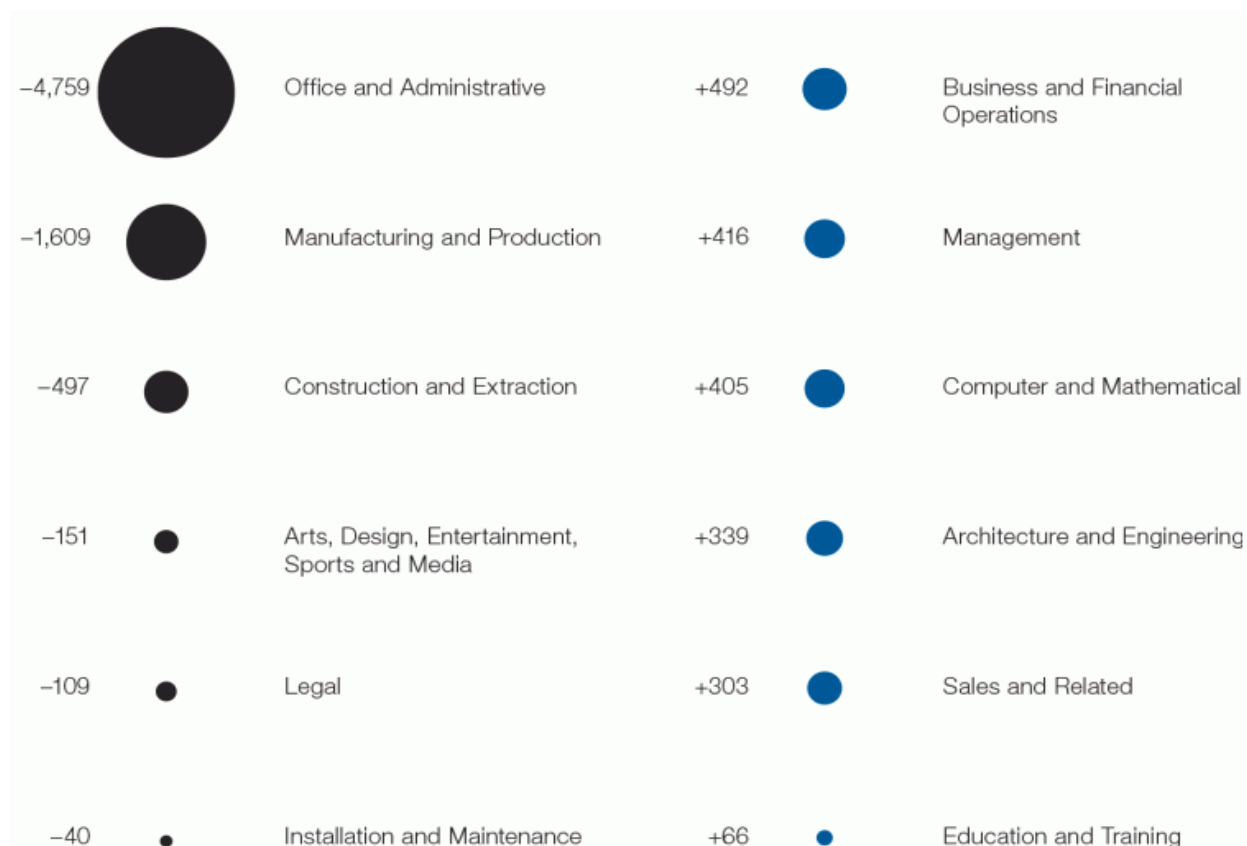 −4,759 Office and Administrative +492 Business and Financial
Operations
−1,609 Manufacturing and Production +416 Management
−497 Construction and Extraction +405 Computer and Mathematical
−151 Arts, Design, Entertainment, +339 Architecture and Engineering
Sports and Media
−109 Legal +303 Sales and Related
−40 Installation and Maintenance +66 Education and Training